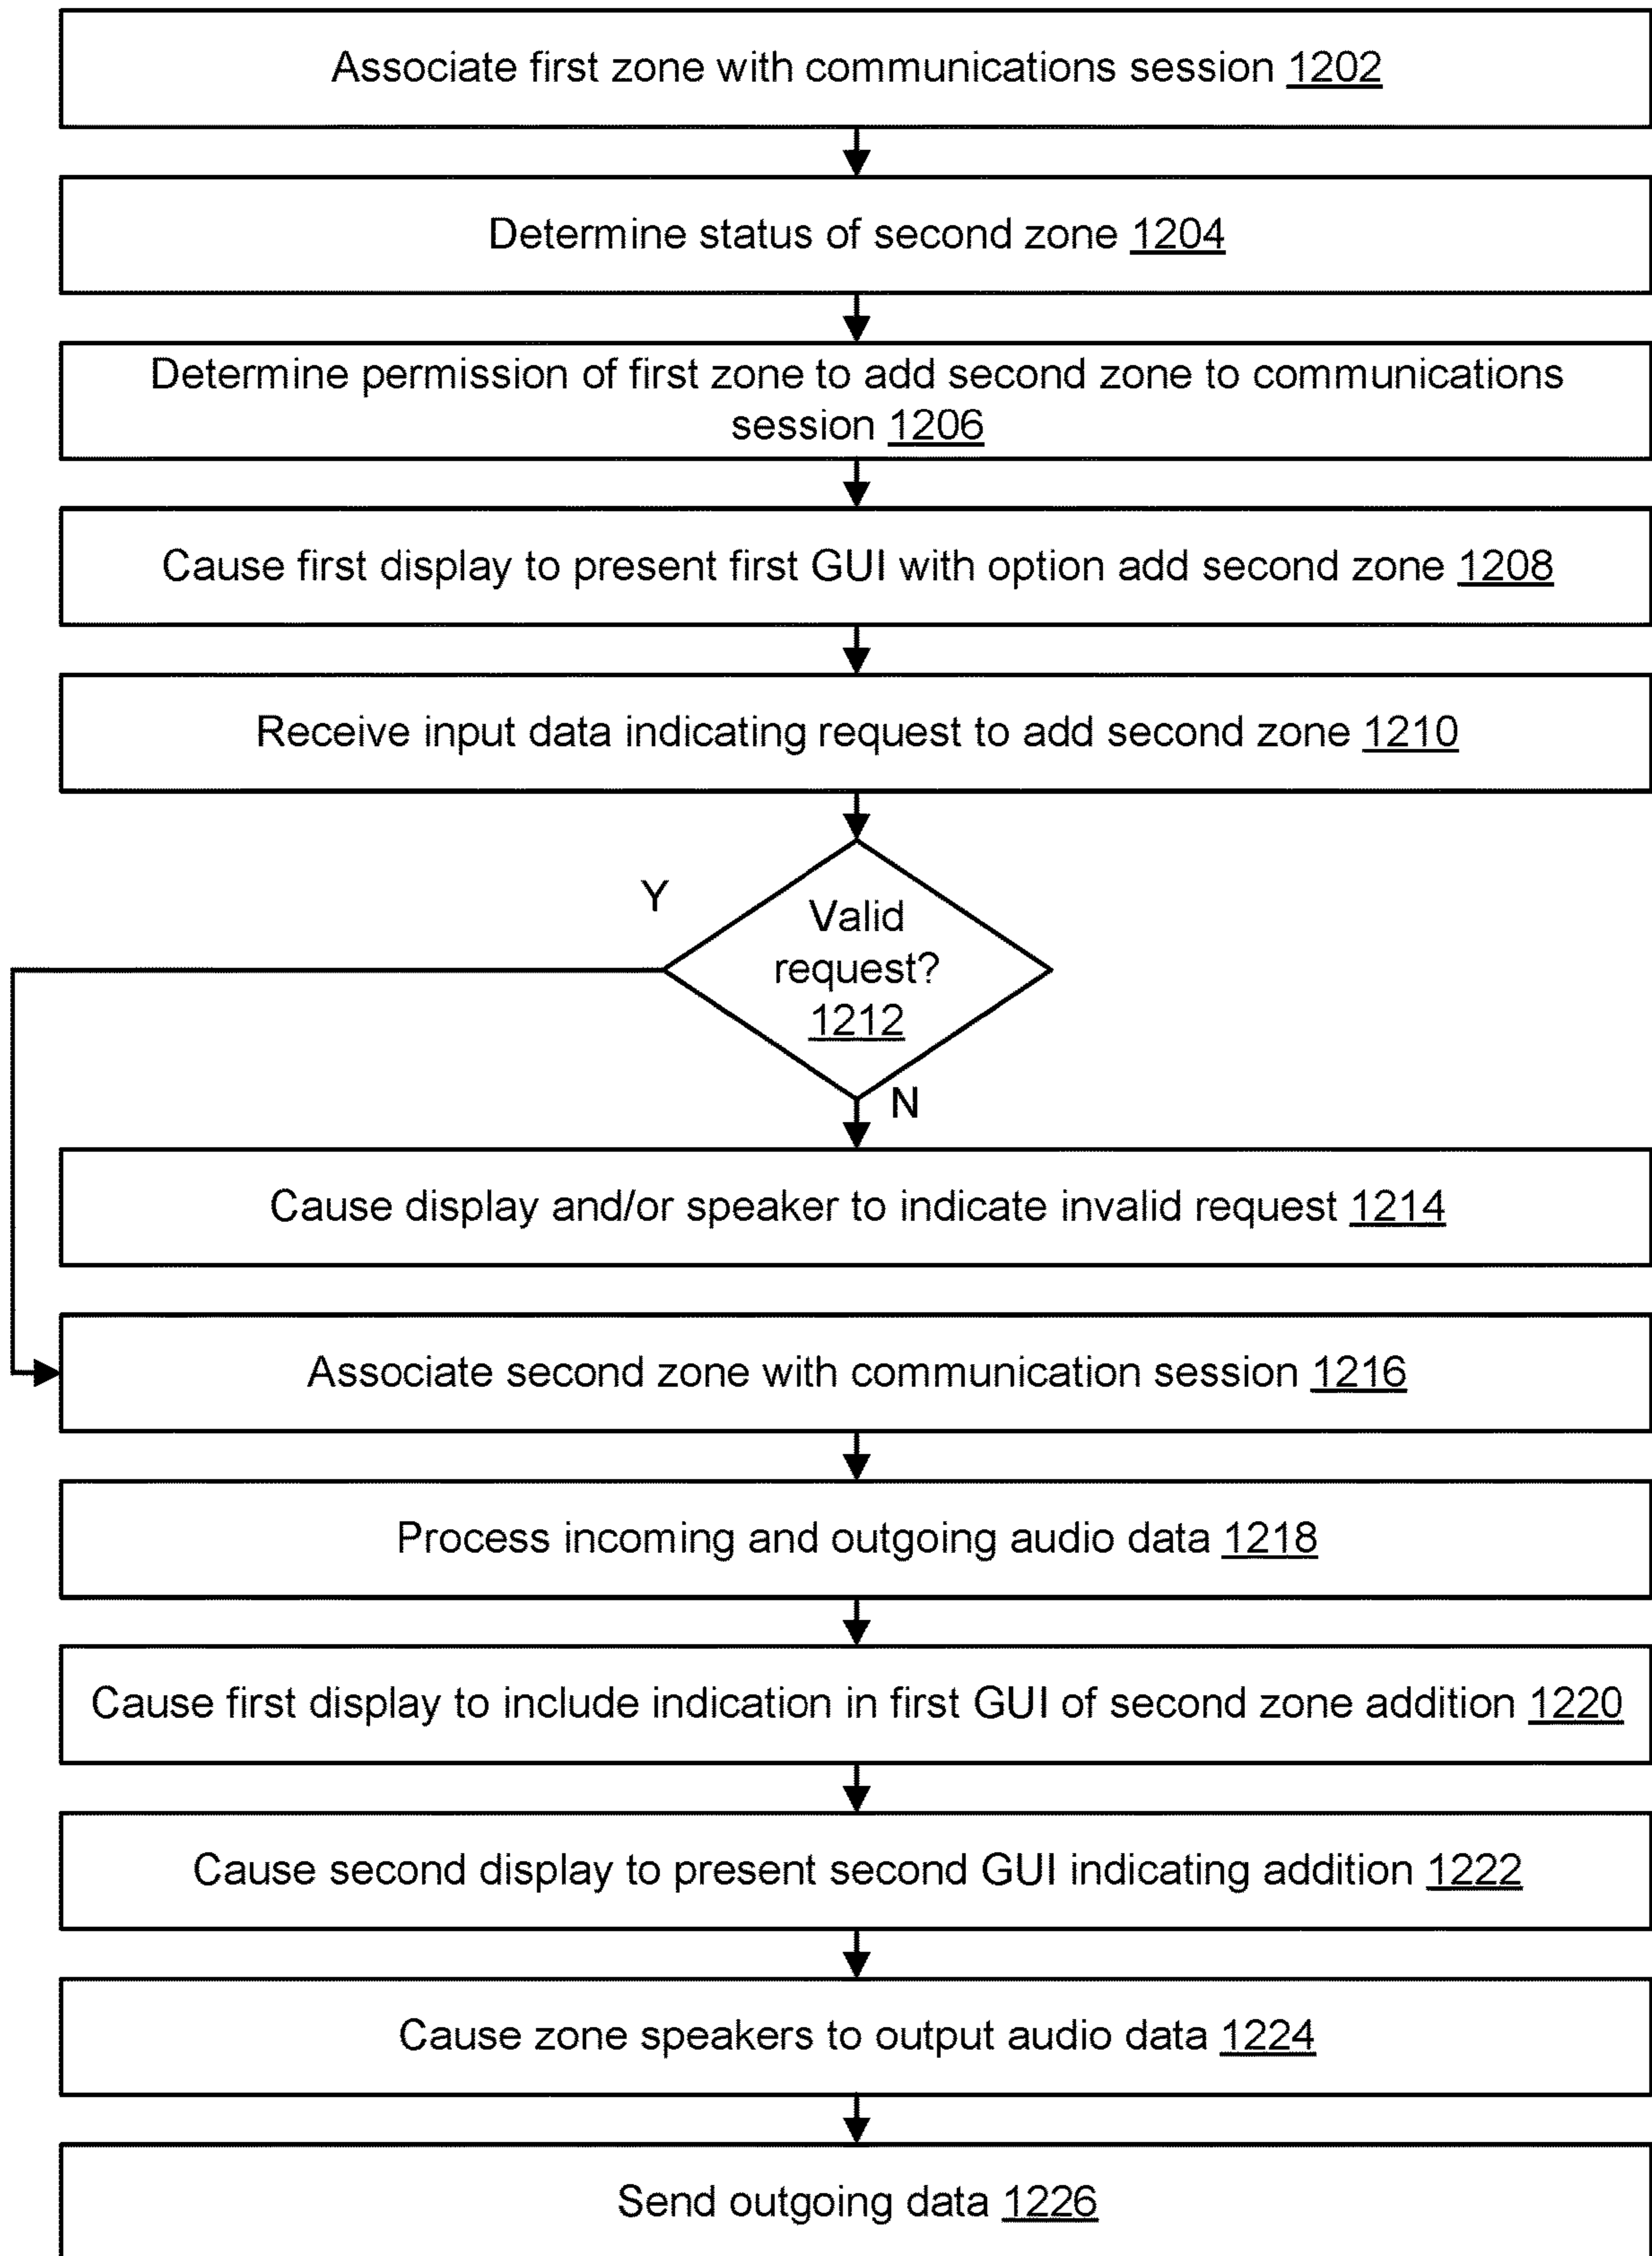 Associate first zone with communications session 1202
Determine status of second zone 1204
Determine permission of first zone to add second zone to communications
session 1206
Cause first display to present first GUI with option add second zone 1208
Receive input data indicating request to add second zone 1210
Y
Valid
request?
1212
N
Cause display and/or speaker to indicate invalid request 1214
Associate second zone with communication session 1216
Process incoming and outgoing audio data 1218
Cause first display to include indication in first GUI of second zone addition 1220
Cause second display to present second GUI indicating addition 1222
Cause zone speakers to output audio data 1224
Send outgoing data 1226